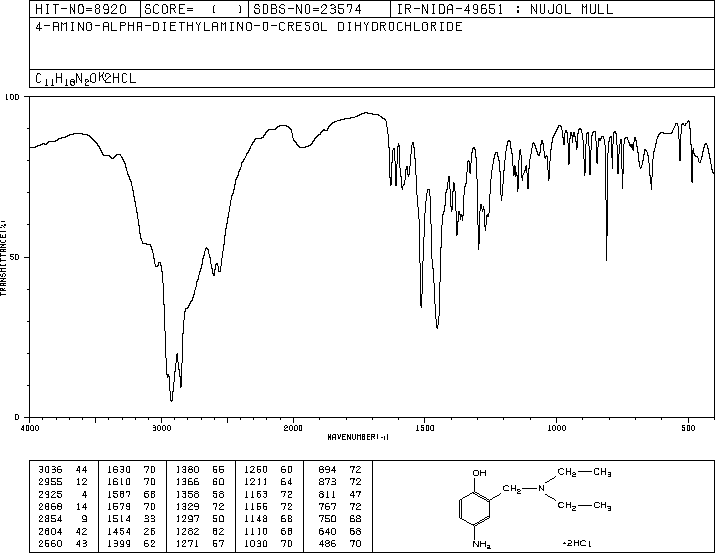 HIT-NO=8920 SCORE= ( ) SDBS-NO=23574 IR-NIDA-49651 : NUJOL MULL
4-AMINO-ALPHA-DIETHYLAMINO-O-CRESOL DIHYDROCHLORIDE
C11H18N2O·2HCL
100
50
0
TRANSMITTANCE(%)
4000 3000 2000 1500 1000 500
WAVENUMBER(-1)
3036 44 1630 70 1380 66 1260 60 894 72
2955 12 1610 70 1366 60 1211 64 873 72
2925 4 1587 68 1358 58 1163 72 811 47
2868 14 1579 70 1329 72 1156 72 767 72
2854 9 1514 33 1297 50 1148 68 750 68
2804 42 1454 26 1282 62 1110 68 640 68
2660 43 1399 62 1271 57 1030 70 486 70
OH
CH2—CH3
CH2—N
CH2—CH3
NH2
·2HCl